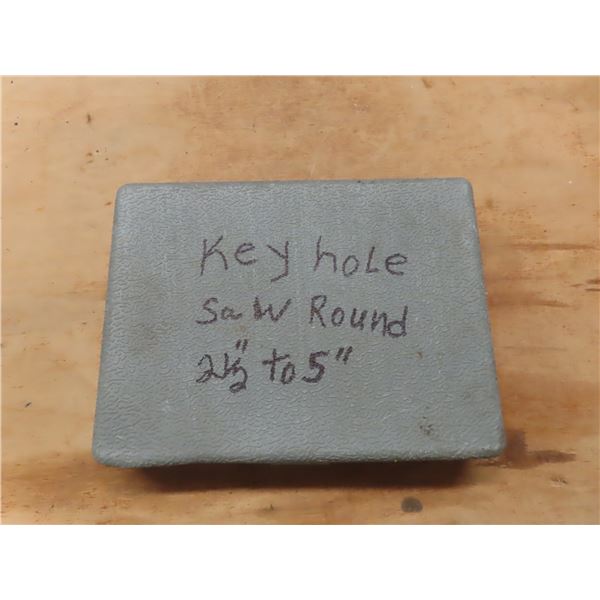 Key hole
Saw Round
2½" to 5"